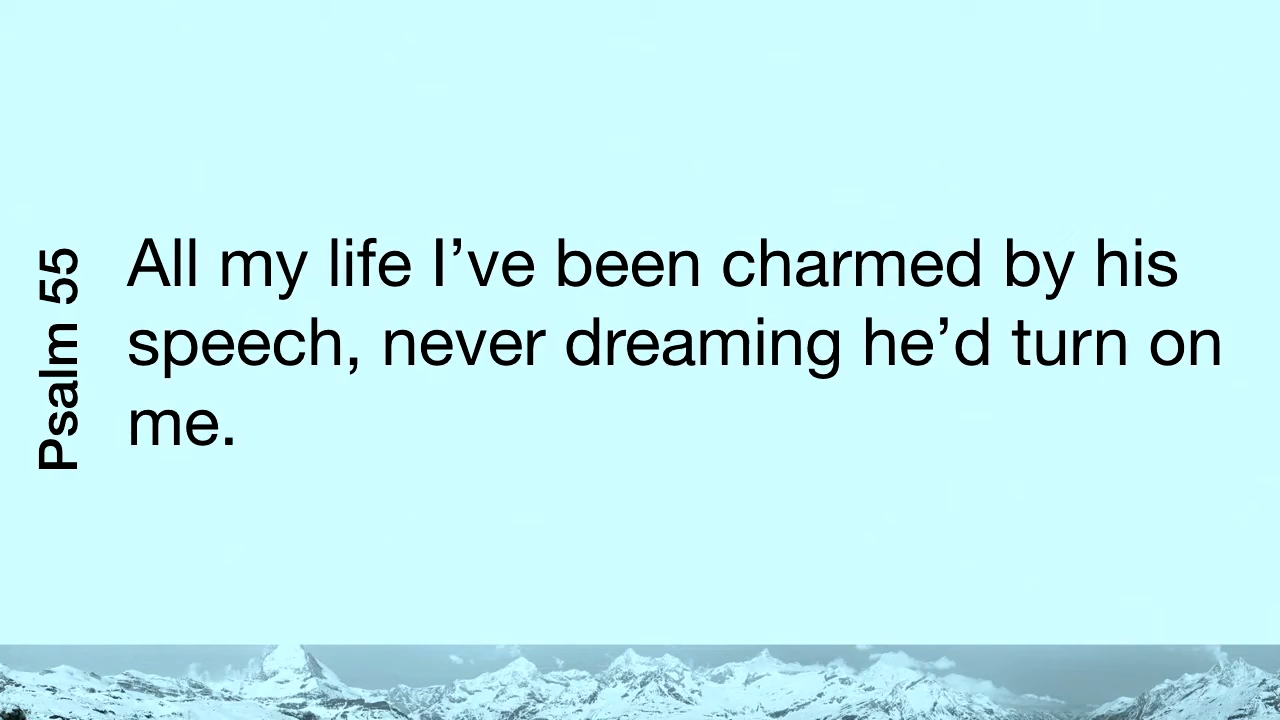 Psalm 55
All my life I’ve been charmed by his
speech, never dreaming he’d turn on
me.